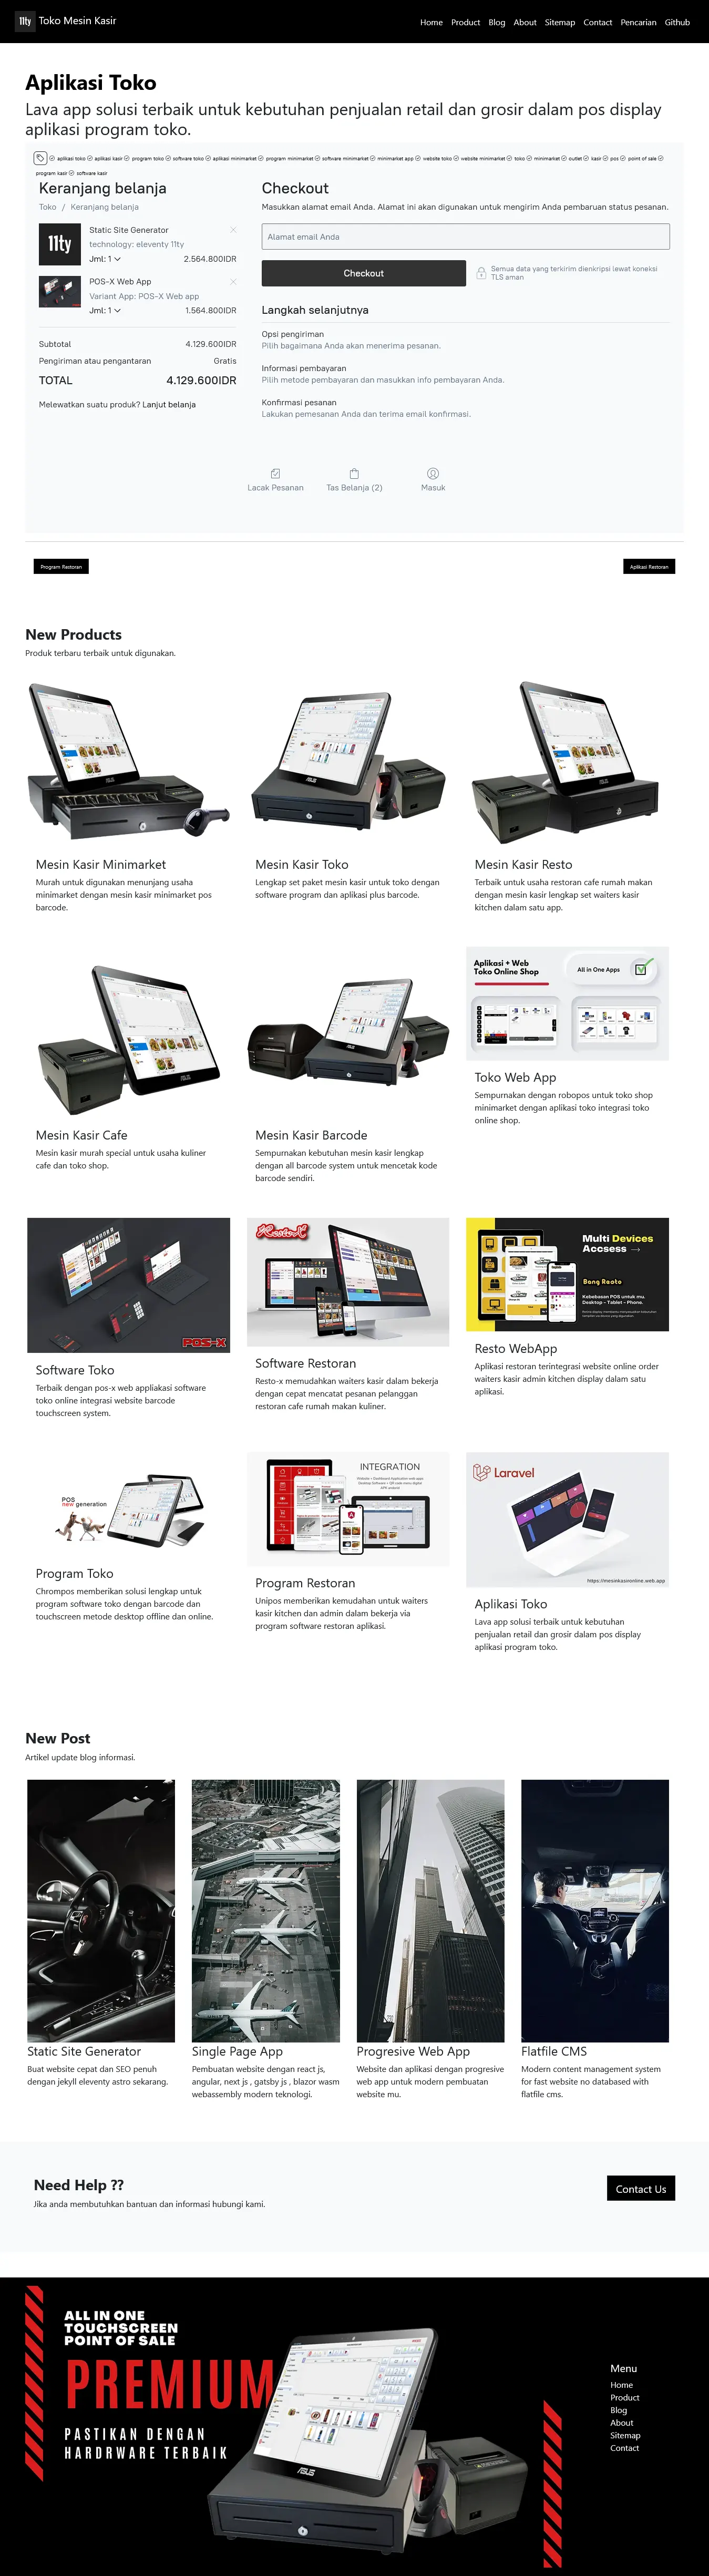 11ty Toko Mesin Kasir
Home Product Blog About Sitemap Contact Pencarian Github
Aplikasi Toko
Lava app solusi terbaik untuk kebutuhan penjualan retail dan grosir dalam pos display
aplikasi program toko.
aplikasi toko aplikasi kasir program toko software toko aplikasi minimarket program minimarket software minimarket minimarket app website toko website minimarket toko minimarket outlet kasir pos point of sale
program kasir software kasir
Keranjang belanja
Toko / Keranjang belanja
11ty
Static Site Generator
technology: eleventy 11ty
Jml: 1 2.564.800IDR
POS-X Web App
Variant App: POS-X Web app
Jml: 1 1.564.800IDR
Subtotal 4.129.600IDR
Pengiriman atau pengantaran Gratis
TOTAL 4.129.600IDR
Melewatkan suatu produk? Lanjut belanja
Checkout
Masukkan alamat email Anda. Alamat ini akan digunakan untuk mengirim Anda pembaruan status pesanan.
Alamat email Anda
Checkout
Semua data yang terkirim dienkripsi lewat koneksi
TLS aman
Langkah selanjutnya
Opsi pengiriman
Pilih bagaimana Anda akan menerima pesanan.
Informasi pembayaran
Pilih metode pembayaran dan masukkan info pembayaran Anda.
Konfirmasi pesanan
Lakukan pemesanan Anda dan terima email konfirmasi.
Lacak Pesanan Tas Belanja (2) Masuk
Program Restoran
Aplikasi Restoran
New Products
Produk terbaru terbaik untuk digunakan.
Mesin Kasir Minimarket
Murah untuk digunakan menunjang usaha
minimarket dengan mesin kasir minimarket pos
barcode.
ASUS
Mesin Kasir Toko
Lengkap set paket mesin kasir untuk toko dengan
software program dan aplikasi plus barcode.
Mesin Kasir Resto
Terbaik untuk usaha restoran cafe rumah makan
dengan mesin kasir lengkap set waiters kasir
kitchen dalam satu app.
Mesin Kasir Cafe
Mesin kasir murah special untuk usaha kuliner
cafe dan toko shop.
Mesin Kasir Barcode
Sempurnakan kebutuhan mesin kasir lengkap
dengan all barcode system untuk mencetak kode
barcode sendiri.
Aplikasi + Web
Toko Online Shop
All in One Apps
Toko Web App
Sempurnakan dengan robopos untuk toko shop
minimarket dengan aplikasi toko integrasi toko
online shop.
POS-X
Software Toko
Terbaik dengan pos-x web appliakasi software
toko online integrasi website barcode
touchscreen system.
Resto-X
Software Restoran
Resto-x memudahkan waiters kasir dalam bekerja
dengan cepat mencatat pesanan pelanggan
restoran cafe rumah makan kuliner.
Multi Devices
Accsess
Bang Resto
Kebebasan POS untuk mu.
Desktop - Tablet - Phone.
Resto WebApp
Aplikasi restoran terintegrasi website online order
waiters kasir admin kitchen display dalam satu
aplikasi.
POS
new generation
Program Toko
Chrompos memberikan solusi lengkap untuk
program software toko dengan barcode dan
touchscreen metode desktop offline dan online.
INTEGRATION
Program Restoran
Unipos memberikan kemudahan untuk waiters
kasir kitchen dan admin dalam bekerja via
program software restoran aplikasi.
Laravel
https://mesinkasironline.web.app
Aplikasi Toko
Lava app solusi terbaik untuk kebutuhan
penjualan retail dan grosir dalam pos display
aplikasi program toko.
New Post
Artikel update blog informasi.
Static Site Generator
Buat website cepat dan SEO penuh
dengan jekyll eleventy astro sekarang.
Single Page App
Pembuatan website dengan react js,
angular, next js , gatsby js , blazor wasm
webassembly modern teknologi.
Progresive Web App
Website dan aplikasi dengan progresive
web app untuk modern pembuatan
website mu.
Flatfile CMS
Modern content management system
for fast website no databased with
flatfile cms.
Need Help ??
Jika anda membutuhkan bantuan dan informasi hubungi kami.
Contact Us
ALL IN ONE
TOUCHSCREEN
POINT OF SALE
PREMIUM
PASTIKAN DENGAN
HARDRWARE TERBAIK
ASUS
Menu
Home
Product
Blog
About
Sitemap
Contact